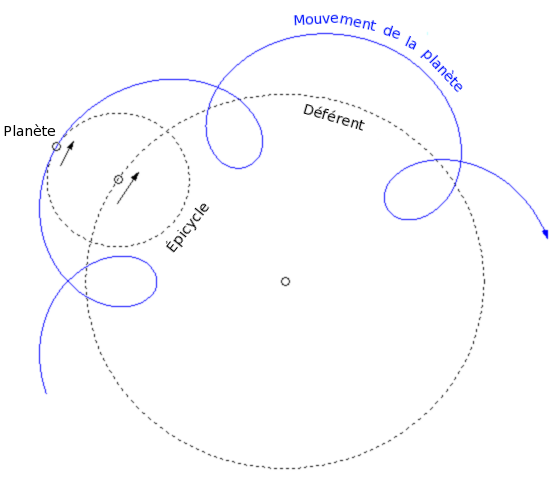 Mouvement de la planète
Déférent
Planète
Épicycle